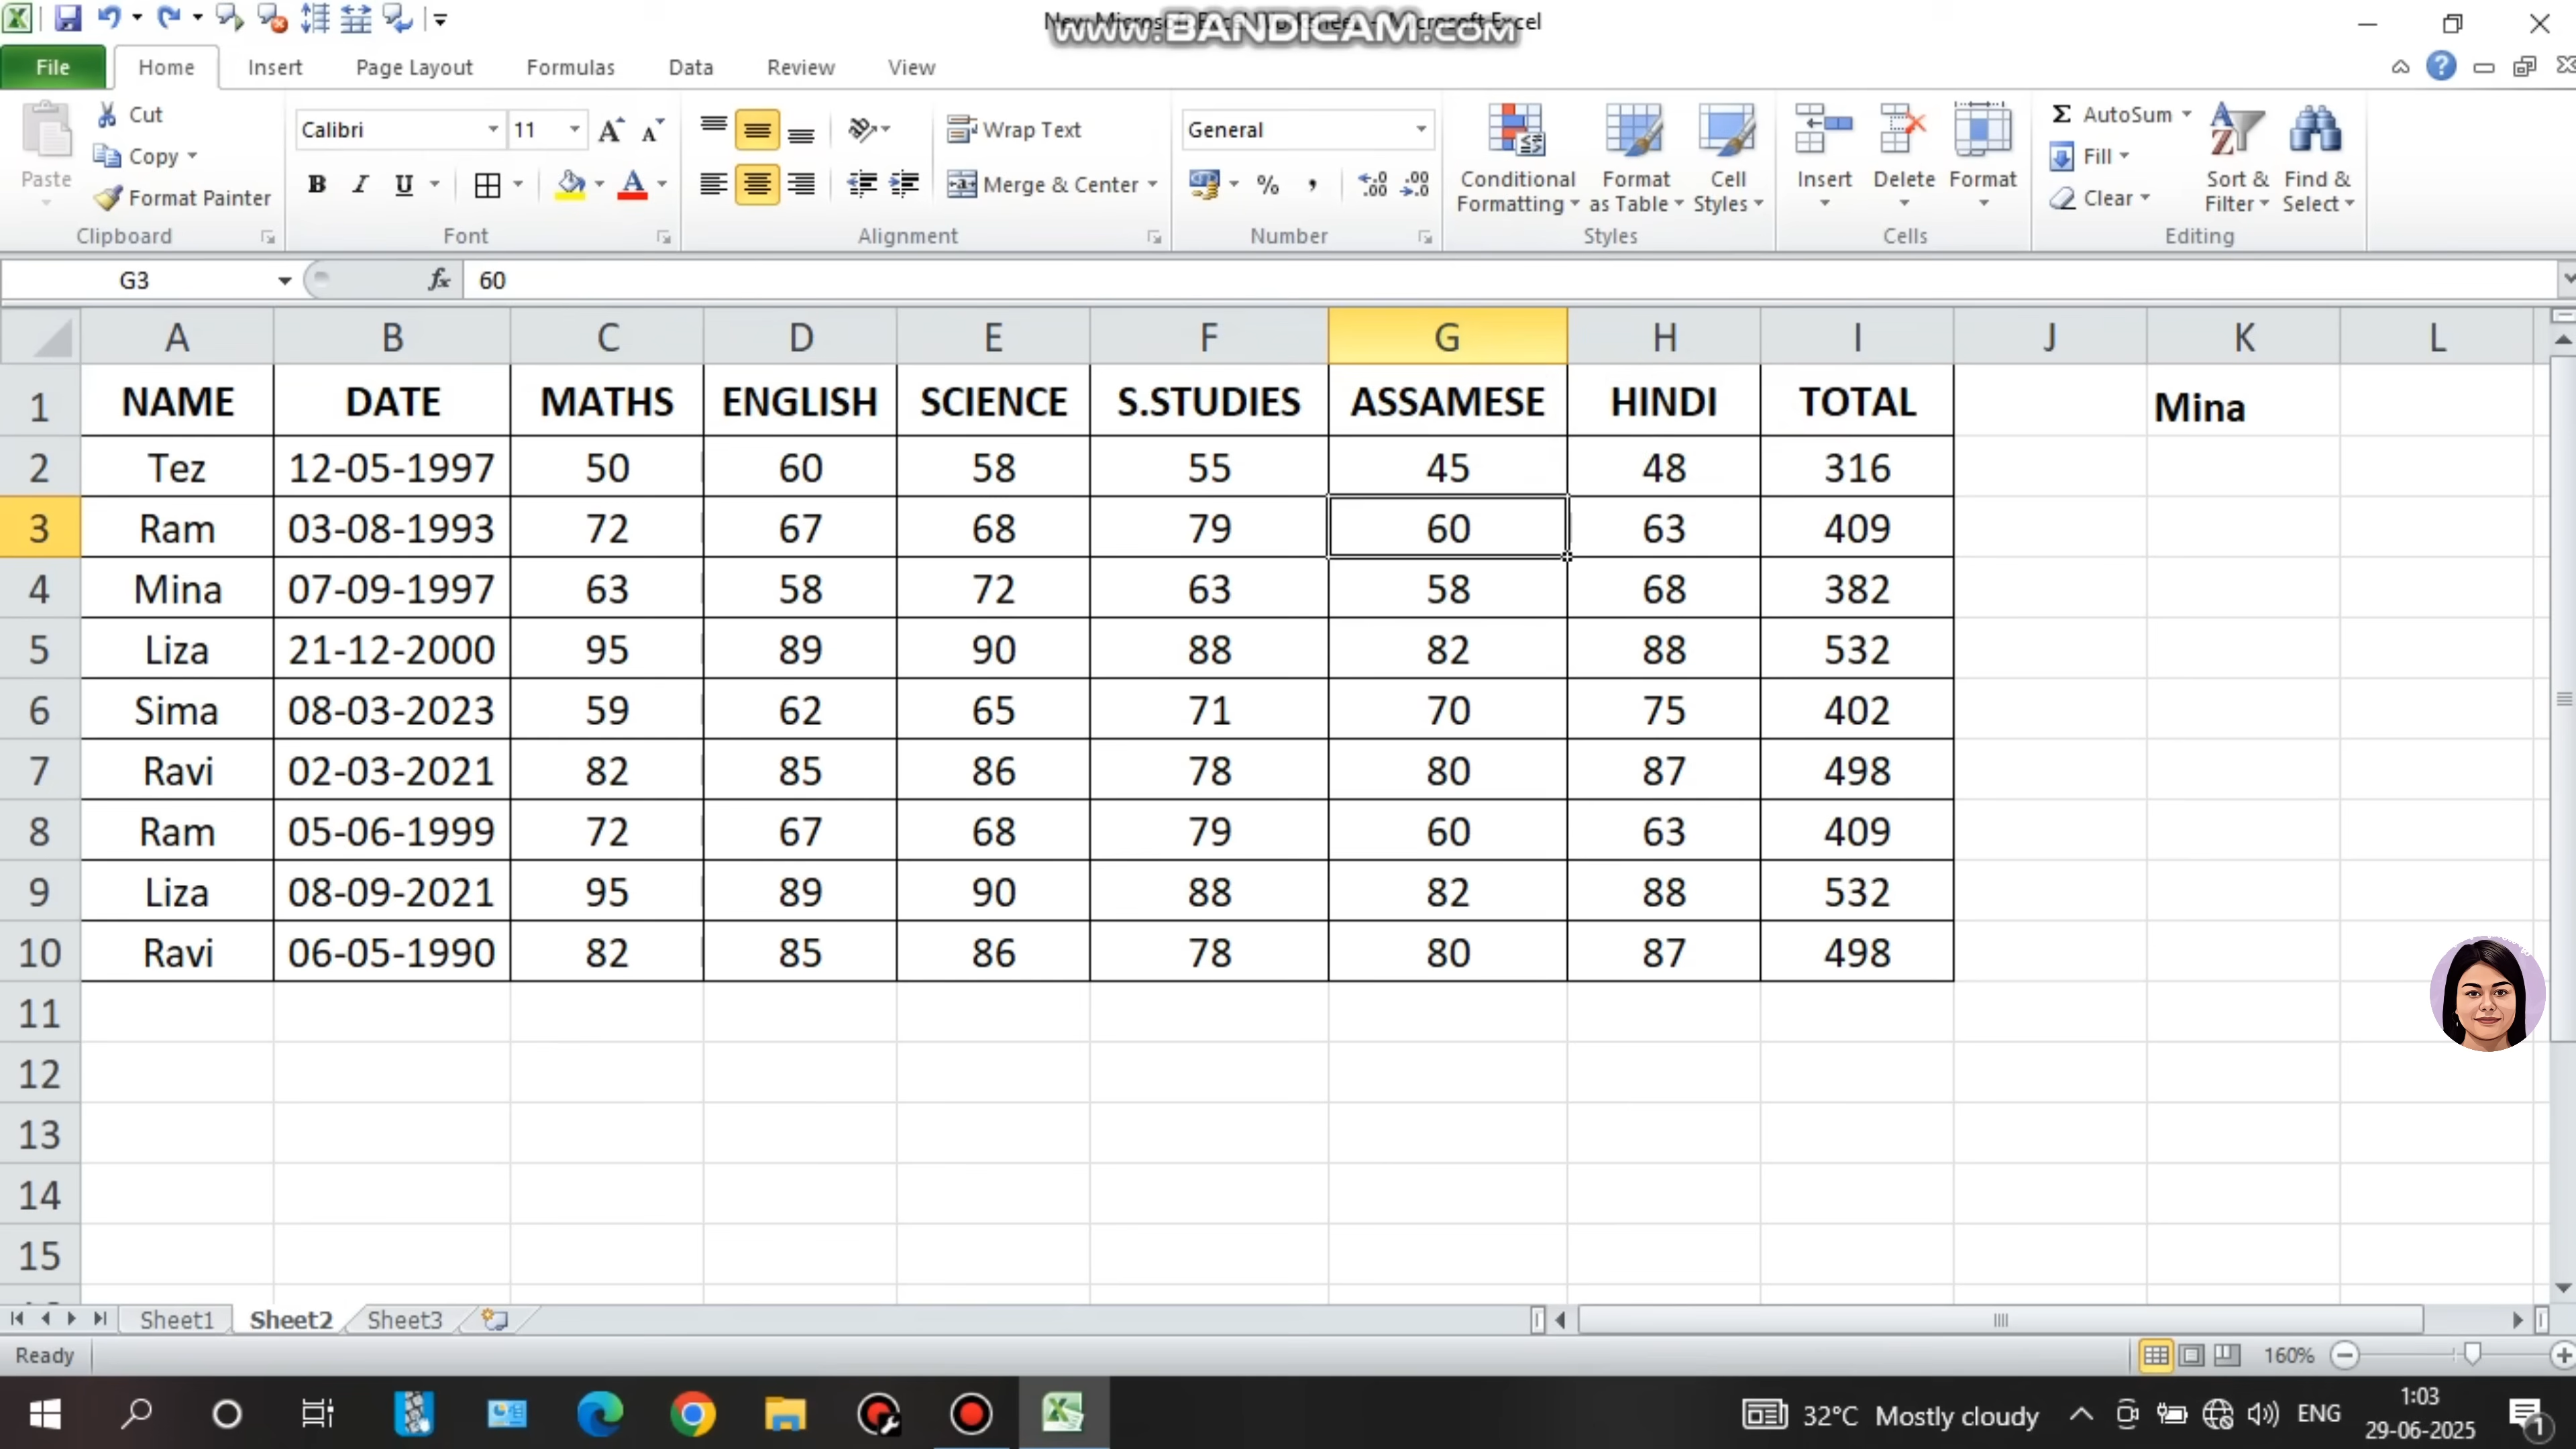 New Microsoft Excel Worksheet - Microsoft Excel
www.BANDICAM.com
File Home Insert Page Layout Formulas Data Review View
Paste
Cut
Copy
Format Painter
Clipboard
Calibri 11
B I U
Font
Wrap Text
Merge & Center
Alignment
General
% ,
Number
Conditional Formatting
Format as Table
Cell Styles
Styles
Insert Delete Format
Cells
Σ AutoSum
Fill
Clear
Sort & Filter
Find & Select
Editing
G3 fx 60
A B C D E F G H I J K L
1 NAME DATE MATHS ENGLISH SCIENCE S.STUDIES ASSAMESE HINDI TOTAL Mina
2 Tez 12-05-1997 50 60 58 55 45 48 316
3 Ram 03-08-1993 72 67 68 79 60 63 409
4 Mina 07-09-1997 63 58 72 63 58 68 382
5 Liza 21-12-2000 95 89 90 88 82 88 532
6 Sima 08-03-2023 59 62 65 71 70 75 402
7 Ravi 02-03-2021 82 85 86 78 80 87 498
8 Ram 05-06-1999 72 67 68 79 60 63 409
9 Liza 08-09-2021 95 89 90 88 82 88 532
10 Ravi 06-05-1990 82 85 86 78 80 87 498
11
12
13
14
15
Sheet1 Sheet2 Sheet3
Ready 160%
32°C Mostly cloudy ENG 1:03
29-06-2025 1